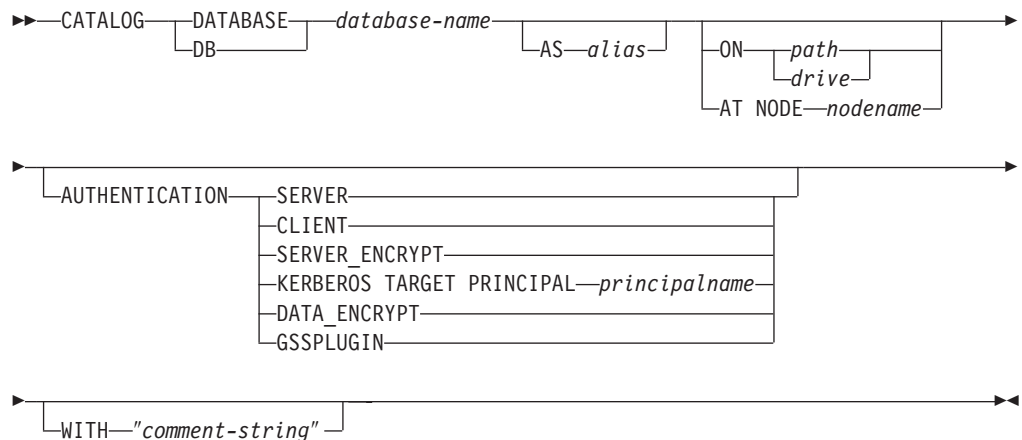 CATALOG DATABASE database-name
DB AS alias ON path
drive
AT NODE nodename
AUTHENTICATION SERVER
CLIENT
SERVER_ENCRYPT
KERBEROS TARGET PRINCIPAL principalname
DATA_ENCRYPT
GSSPLUGIN
WITH "comment-string"